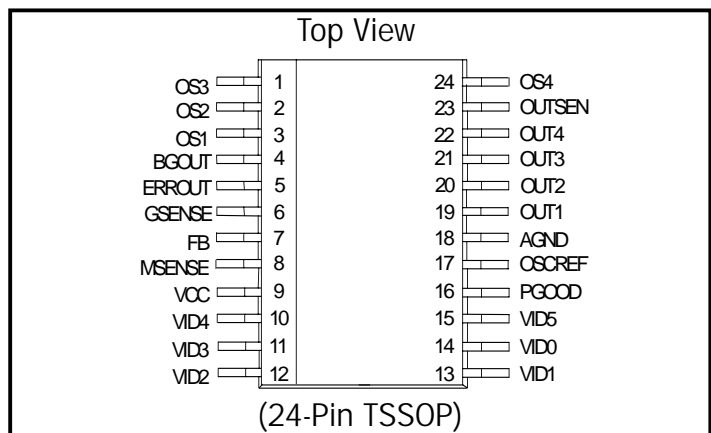 Top View
OS3 1 24 OS4
OS2 2 23 OUTSEN
OS1 3 22 OUT4
BGOUT 4 21 OUT3
ERROUT 5 20 OUT2
GSENSE 6 19 OUT1
FB 7 18 AGND
MSENSE 8 17 OSCREF
VCC 9 16 PGOOD
VID4 10 15 VID5
VID3 11 14 VID0
VID2 12 13 VID1
(24-Pin TSSOP)